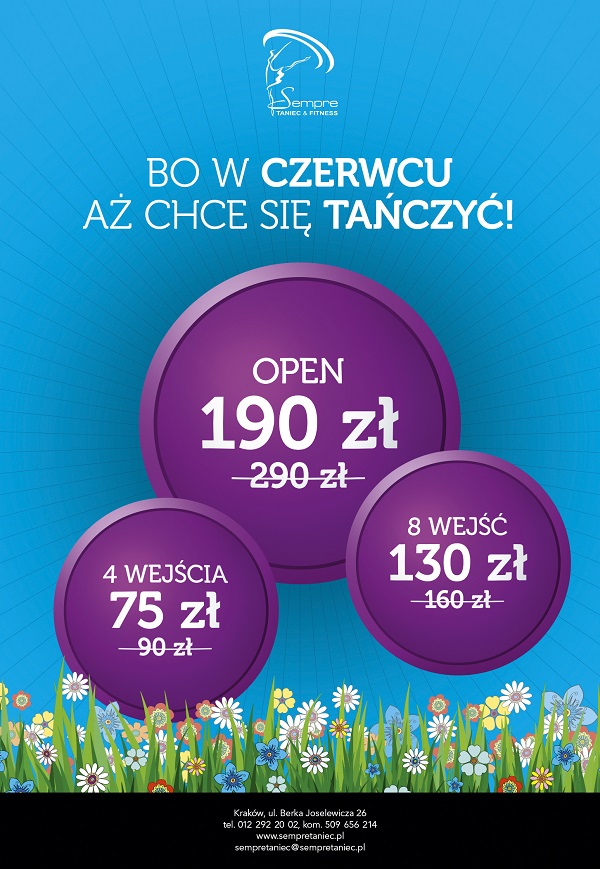 Sempre
TANIEC & FITNESS
BO W CZERWCU
AŻ CHCE SIĘ TAŃCZYĆ!
OPEN
190 zł
290 zł
8 WEJŚĆ
130 zł
160 zł
4 WEJŚCIA
75 zł
90 zł
Kraków, ul. Berka Joselewicza 26
tel. 012 292 20 02, kom. 509 656 214
www.sempretaniec.pl
sempretaniec@sempretaniec.pl